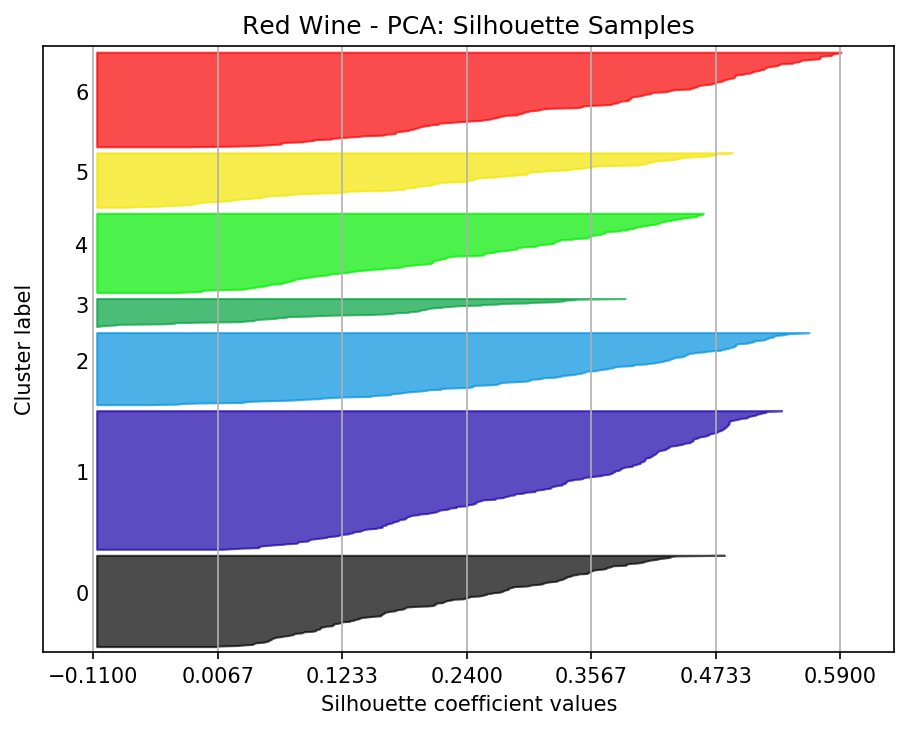 Red Wine - PCA: Silhouette Samples
6
5
4
3
2
1
0
Cluster label
−0.1100 0.0067 0.1233 0.2400 0.3567 0.4733 0.5900
Silhouette coefficient values